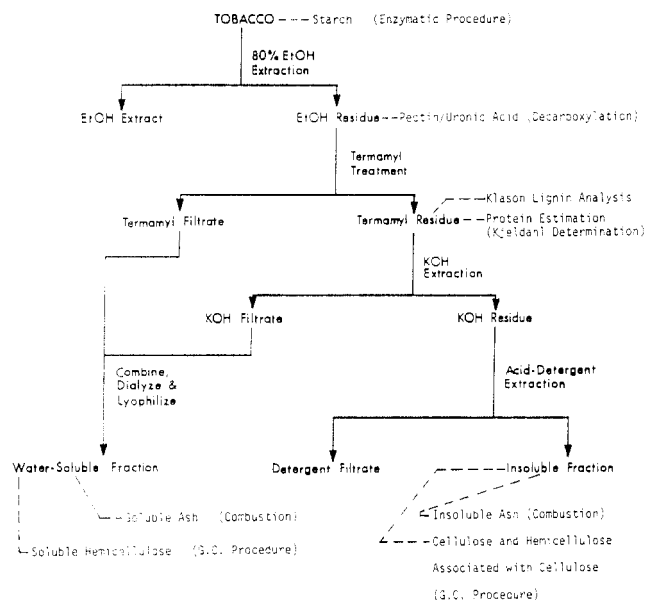 TOBACCO --- Starch (Enzymatic Procedure)
80% EtOH
Extraction
EtOH Extract
EtOH Residue -- Pectin/Uronic Acid (Decarboxylation)
Termamyl
Treatment
Klason Lignin Analysis
Termamyl Filtrate
Termamyl Residue -- Protein Estimation
(Kjeldahl Determination)
KOH
Extraction
KOH Filtrate
KOH Residue
Combine,
Dialyze &
Lyophilize
Acid-Detergent
Extraction
Water-Soluble Fraction
Detergent Filtrate
Insoluble Fraction
Soluble Ash (Combustion)
Insoluble Ash (Combustion)
Soluble Hemicellulose (G.C. Procedure)
Cellulose and Hemicellulose
Associated with Cellulose
(G.C. Procedure)